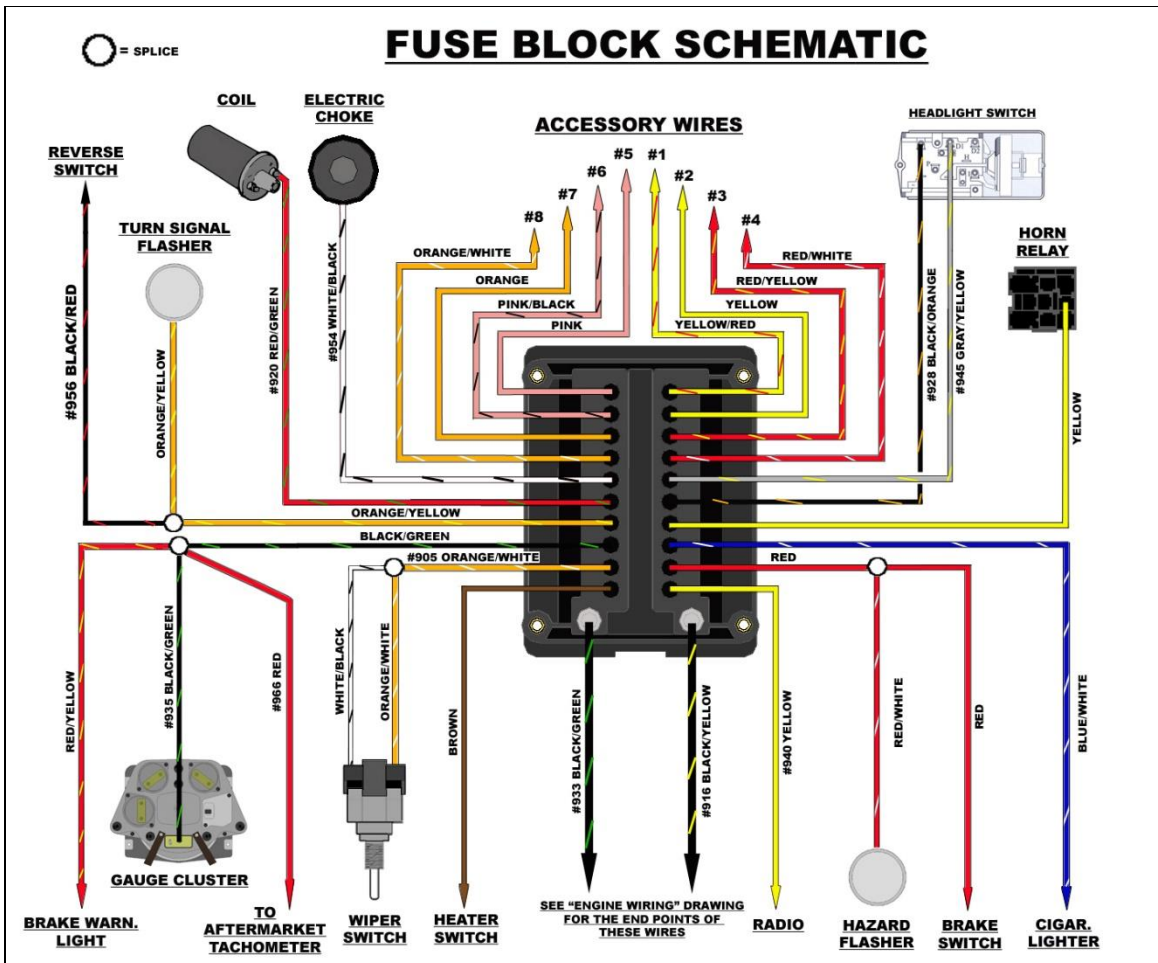 = SPLICE
FUSE BLOCK SCHEMATIC
COIL
ELECTRIC
CHOKE
ACCESSORY WIRES
HEADLIGHT SWITCH
REVERSE
SWITCH
#5
#1
#6
#2
#7
#3
#8
#4
TURN SIGNAL
FLASHER
HORN
RELAY
ORANGE/WHITE
RED/WHITE
ORANGE
RED/YELLOW
PINK/BLACK
YELLOW
PINK
YELLOW/RED
#956 BLACK/RED
ORANGE/YELLOW
#920 RED/GREEN
#954 WHITE/BLACK
#928 BLACK/ORANGE
#945 GRAY/YELLOW
YELLOW
ORANGE/YELLOW
BLACK/GREEN
#905 ORANGE/WHITE
RED
RED/YELLOW
#935 BLACK/GREEN
#966 RED
WHITE/BLACK
ORANGE/WHITE
BROWN
#933 BLACK/GREEN
#916 BLACK/YELLOW
#940 YELLOW
RED/WHITE
RED
BLUE/WHITE
GAUGE CLUSTER
BRAKE WARN.
LIGHT
TO
AFTERMARKET
TACHOMETER
WIPER
SWITCH
HEATER
SWITCH
SEE "ENGINE WIRING" DRAWING
FOR THE END POINTS OF
THESE WIRES
RADIO
HAZARD
FLASHER
BRAKE
SWITCH
CIGAR.
LIGHTER